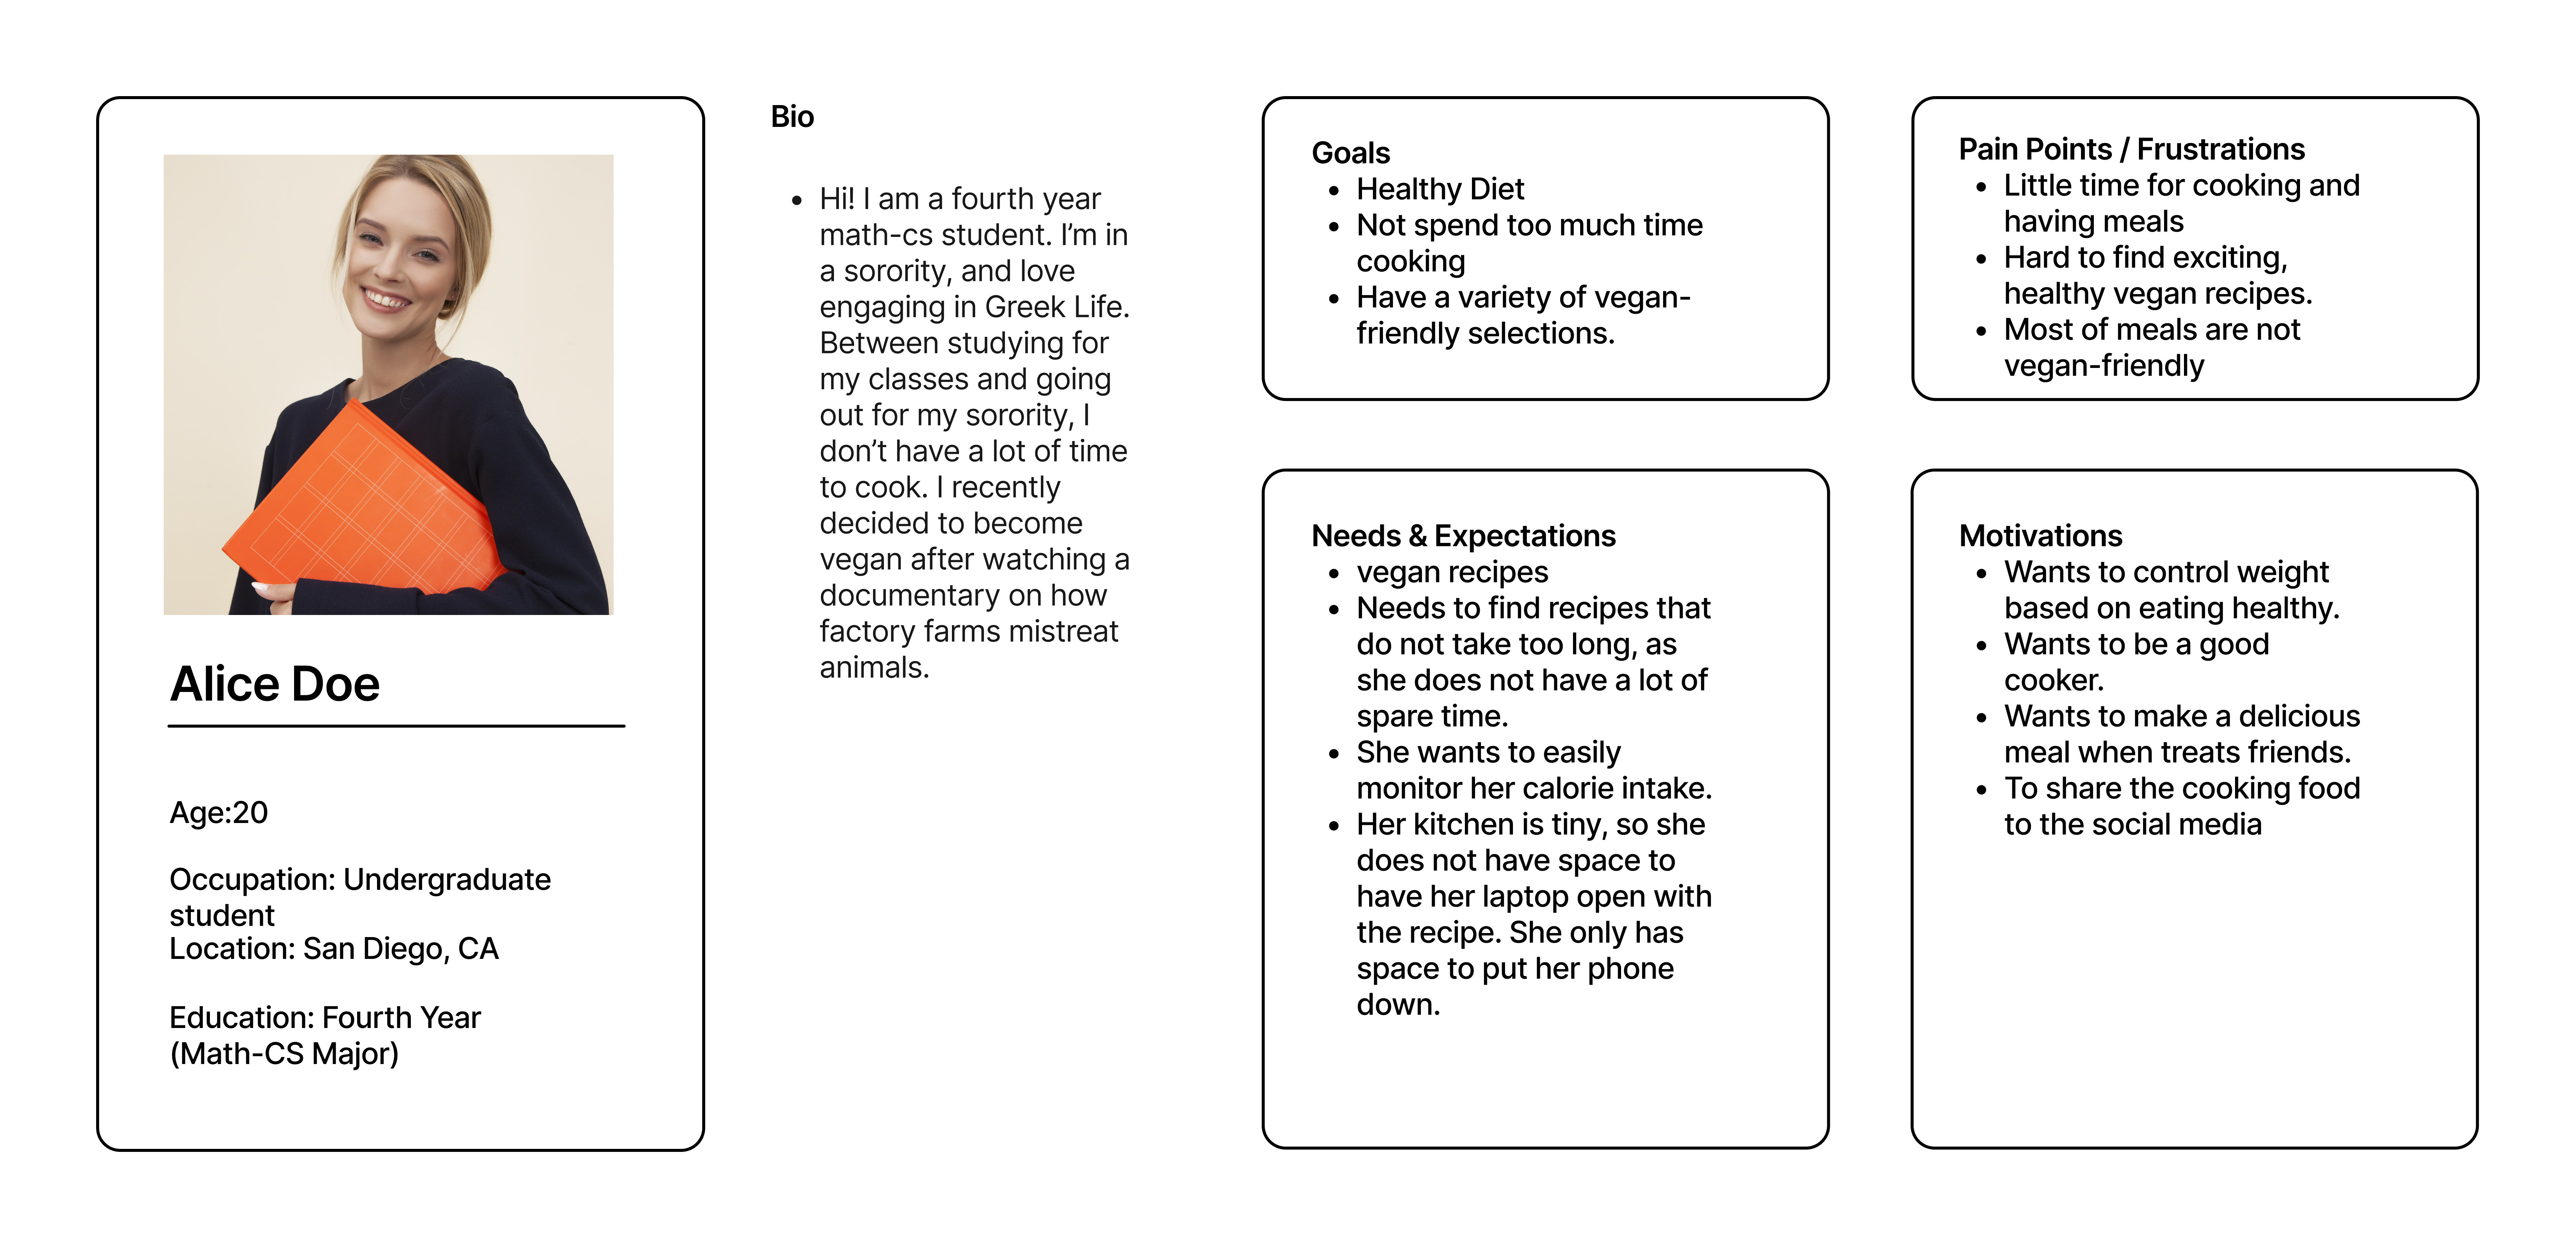 Alice Doe
Age:20
Occupation: Undergraduate
student
Location: San Diego, CA
Education: Fourth Year
(Math-CS Major)
Bio
• Hi! I am a fourth year
math-cs student. I’m in
a sorority, and love
engaging in Greek Life.
Between studying for
my classes and going
out for my sorority, I
don’t have a lot of time
to cook. I recently
decided to become
vegan after watching a
documentary on how
factory farms mistreat
animals.
Goals
• Healthy Diet
• Not spend too much time
cooking
• Have a variety of vegan-
friendly selections.
Pain Points / Frustrations
• Little time for cooking and
having meals
• Hard to find exciting,
healthy vegan recipes.
• Most of meals are not
vegan-friendly
Needs & Expectations
• vegan recipes
• Needs to find recipes that
do not take too long, as
she does not have a lot of
spare time.
• She wants to easily
monitor her calorie intake.
• Her kitchen is tiny, so she
does not have space to
have her laptop open with
the recipe. She only has
space to put her phone
down.
Motivations
• Wants to control weight
based on eating healthy.
• Wants to be a good
cooker.
• Wants to make a delicious
meal when treats friends.
• To share the cooking food
to the social media